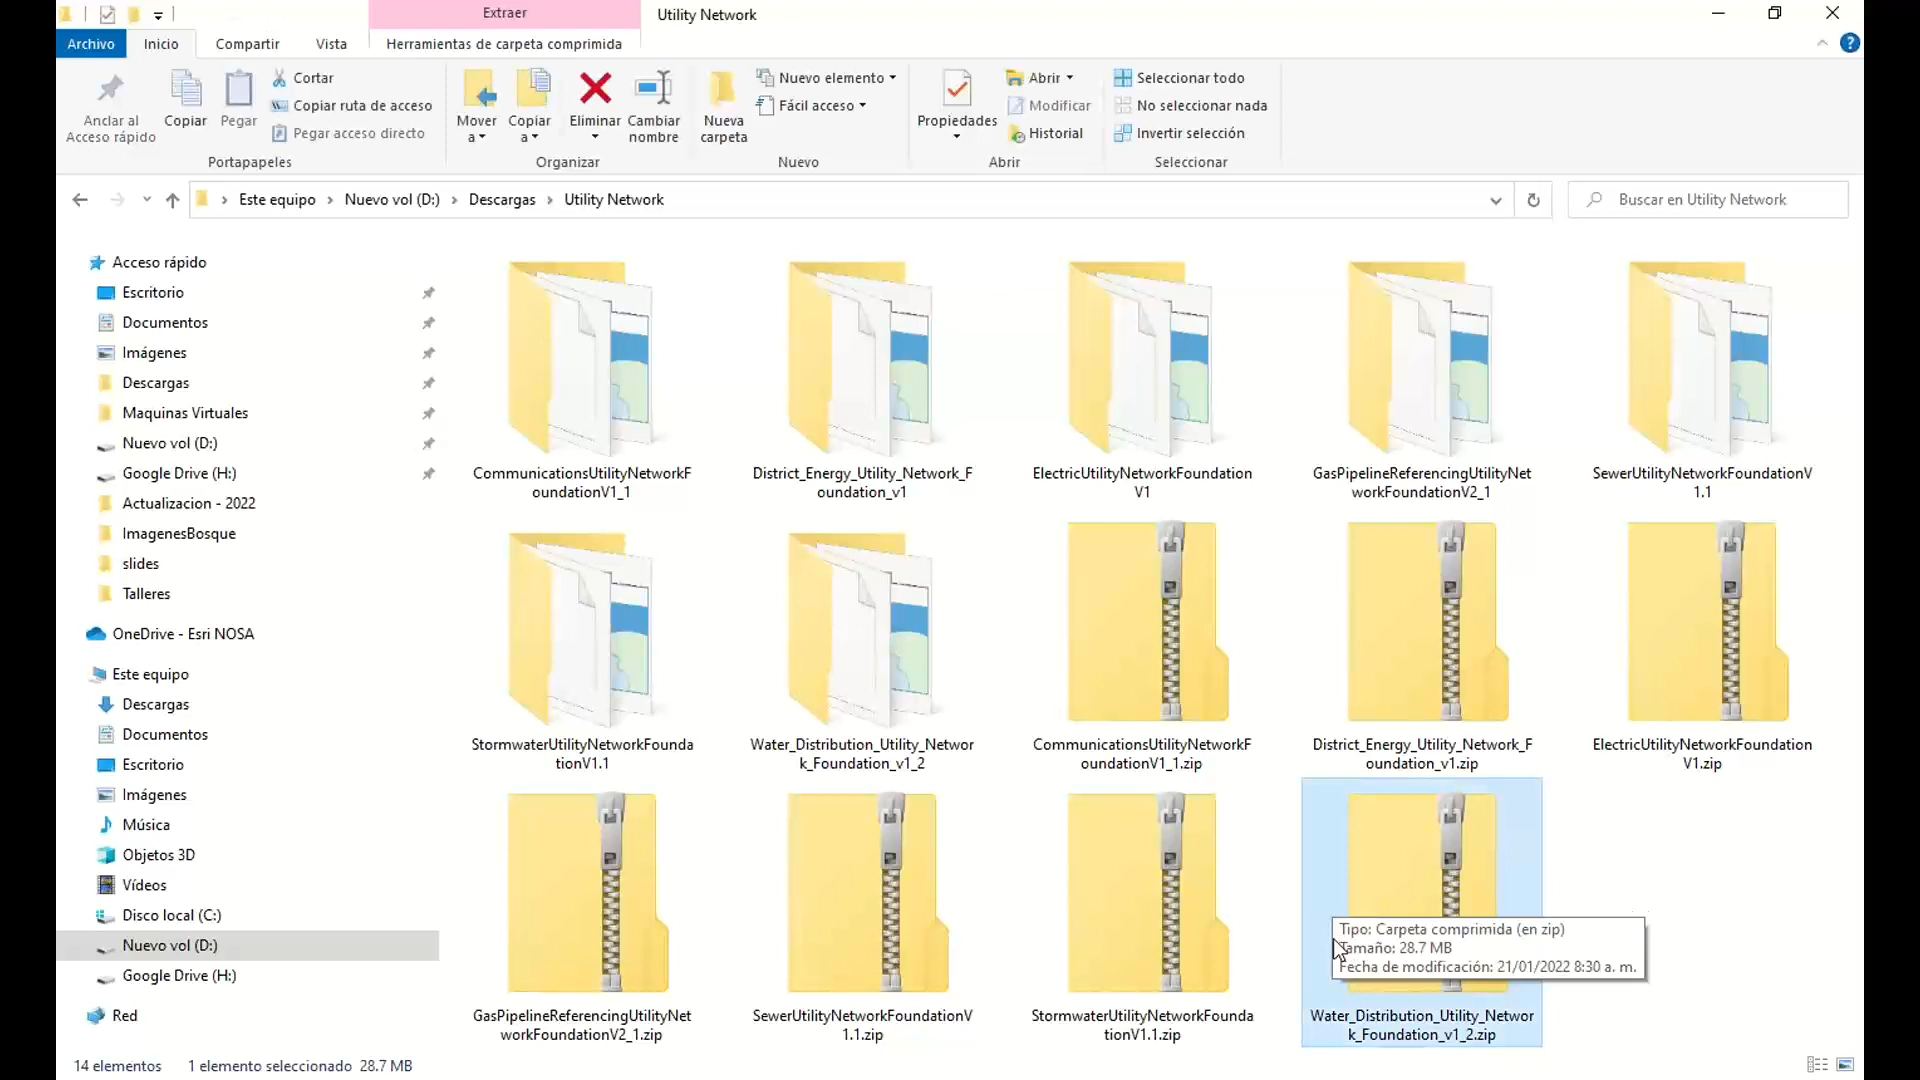 Extraer
Utility Network
Archivo
Inicio
Compartir
Vista
Herramientas de carpeta comprimida
Anclar al
Acceso rápido
Copiar
Pegar
Cortar
Copiar ruta de acceso
Pegar acceso directo
Portapapeles
Mover
a
Copiar
a
Eliminar
Cambiar
nombre
Organizar
Nueva
carpeta
Nuevo elemento
Fácil acceso
Nuevo
Propiedades
Abrir
Modificar
Historial
Abrir
Seleccionar todo
No seleccionar nada
Invertir selección
Seleccionar
Este equipo
Nuevo vol (D:)
Descargas
Utility Network
Buscar en Utility Network
Acceso rápido
Escritorio
Documentos
Imágenes
Descargas
Maquinas Virtuales
Nuevo vol (D:)
Google Drive (H:)
Actualizacion - 2022
ImagenesBosque
slides
Talleres
OneDrive - Esri NOSA
Este equipo
Descargas
Documentos
Escritorio
Imágenes
Música
Objetos 3D
Vídeos
Disco local (C:)
Nuevo vol (D:)
Google Drive (H:)
Red
CommunicationsUtilityNetworkF
oundationV1_1
District_Energy_Utility_Network_F
oundation_v1
ElectricUtilityNetworkFoundation
V1
GasPipelineReferencingUtilityNet
workFoundationV2_1
SewerUtilityNetworkFoundationV
1.1
StormwaterUtilityNetworkFounda
tionV1.1
Water_Distribution_Utility_Networ
k_Foundation_v1_2
CommunicationsUtilityNetworkF
oundationV1_1.zip
District_Energy_Utility_Network_F
oundation_v1.zip
ElectricUtilityNetworkFoundation
V1.zip
GasPipelineReferencingUtilityNet
workFoundationV2_1.zip
SewerUtilityNetworkFoundationV
1.1.zip
StormwaterUtilityNetworkFounda
tionV1.1.zip
Water_Distribution_Utility_Networ
k_Foundation_v1_2.zip
Tipo: Carpeta comprimida (en zip)
Tamaño: 28.7 MB
Fecha de modificación: 21/01/2022 8:30 a. m.
14 elementos
1 elemento seleccionado 28.7 MB